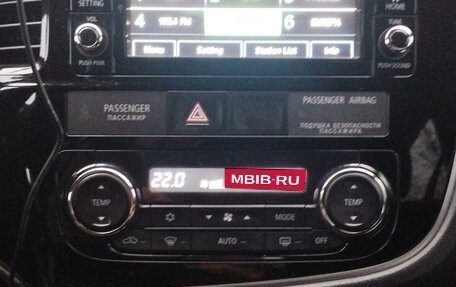 SETTING
HOME
VOL
TUNE
4
6
Menu
Setting
Station List
Info
PUSH PWR
PUSH SOUND
PASSENGER
ПАССАЖИР
PASSENGER AIRBAG
ПОДУШКА БЕЗОПАСНОСТИ
ПАССАЖИРА
22.0
MBIB-RU
TEMP
TEMP
MODE
AUTO
OFF